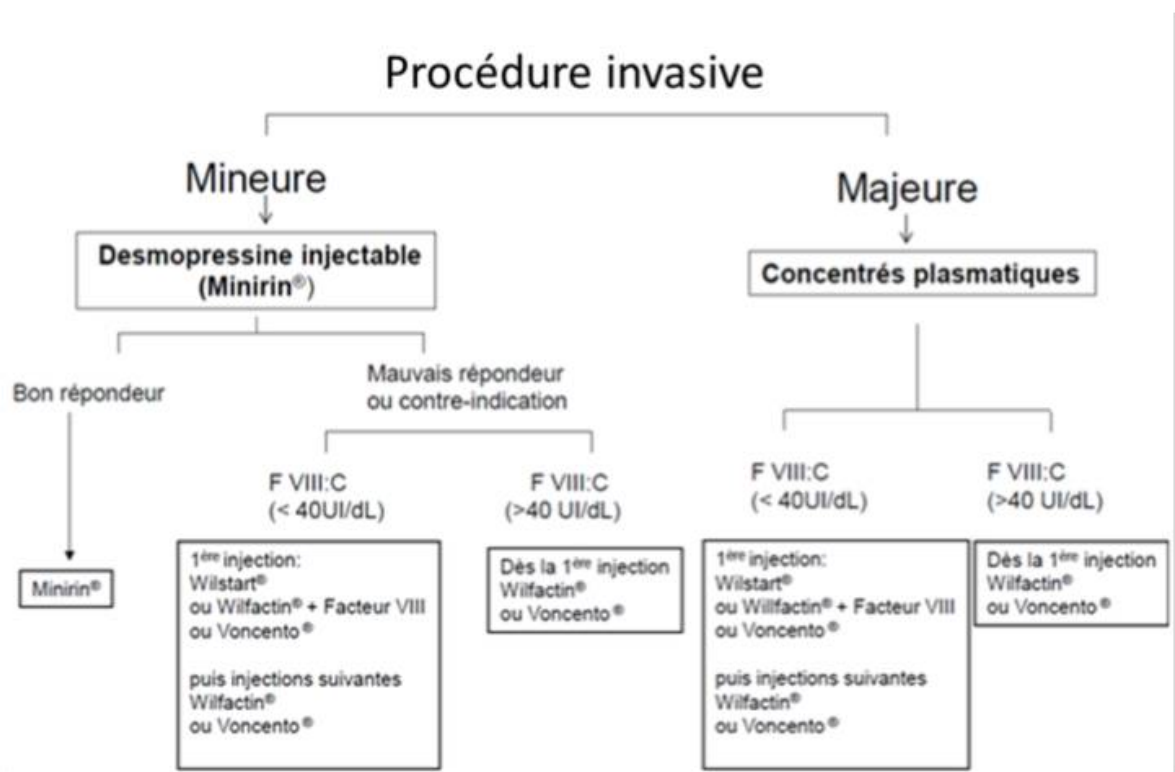 Procédure invasive
Mineure
Majeure
Desmopressine injectable
(Minirin®)
Concentrés plasmatiques
Bon répondeur
Mauvais répondeur
ou contre-indication
F VIII:C
(< 40UI/dL)
F VIII:C
(>40 UI/dL)
F VIII:C
(< 40UI/dL)
F VIII:C
(>40 UI/dL)
Minirin®
1ère injection:
Wilstart®
ou Wilfactin® + Facteur VIII
ou Voncento®
puis injections suivantes
Wilfactin®
ou Voncento®
Dès la 1ère injection
Wilfactin®
ou Voncento®
1ère injection:
Wilstart®
ou Willfactin® + Facteur VIII
ou Voncento®
puis injections suivantes
Wilfactin®
ou Voncento®
Dès la 1ère injection
Wilfactin®
ou Voncento®